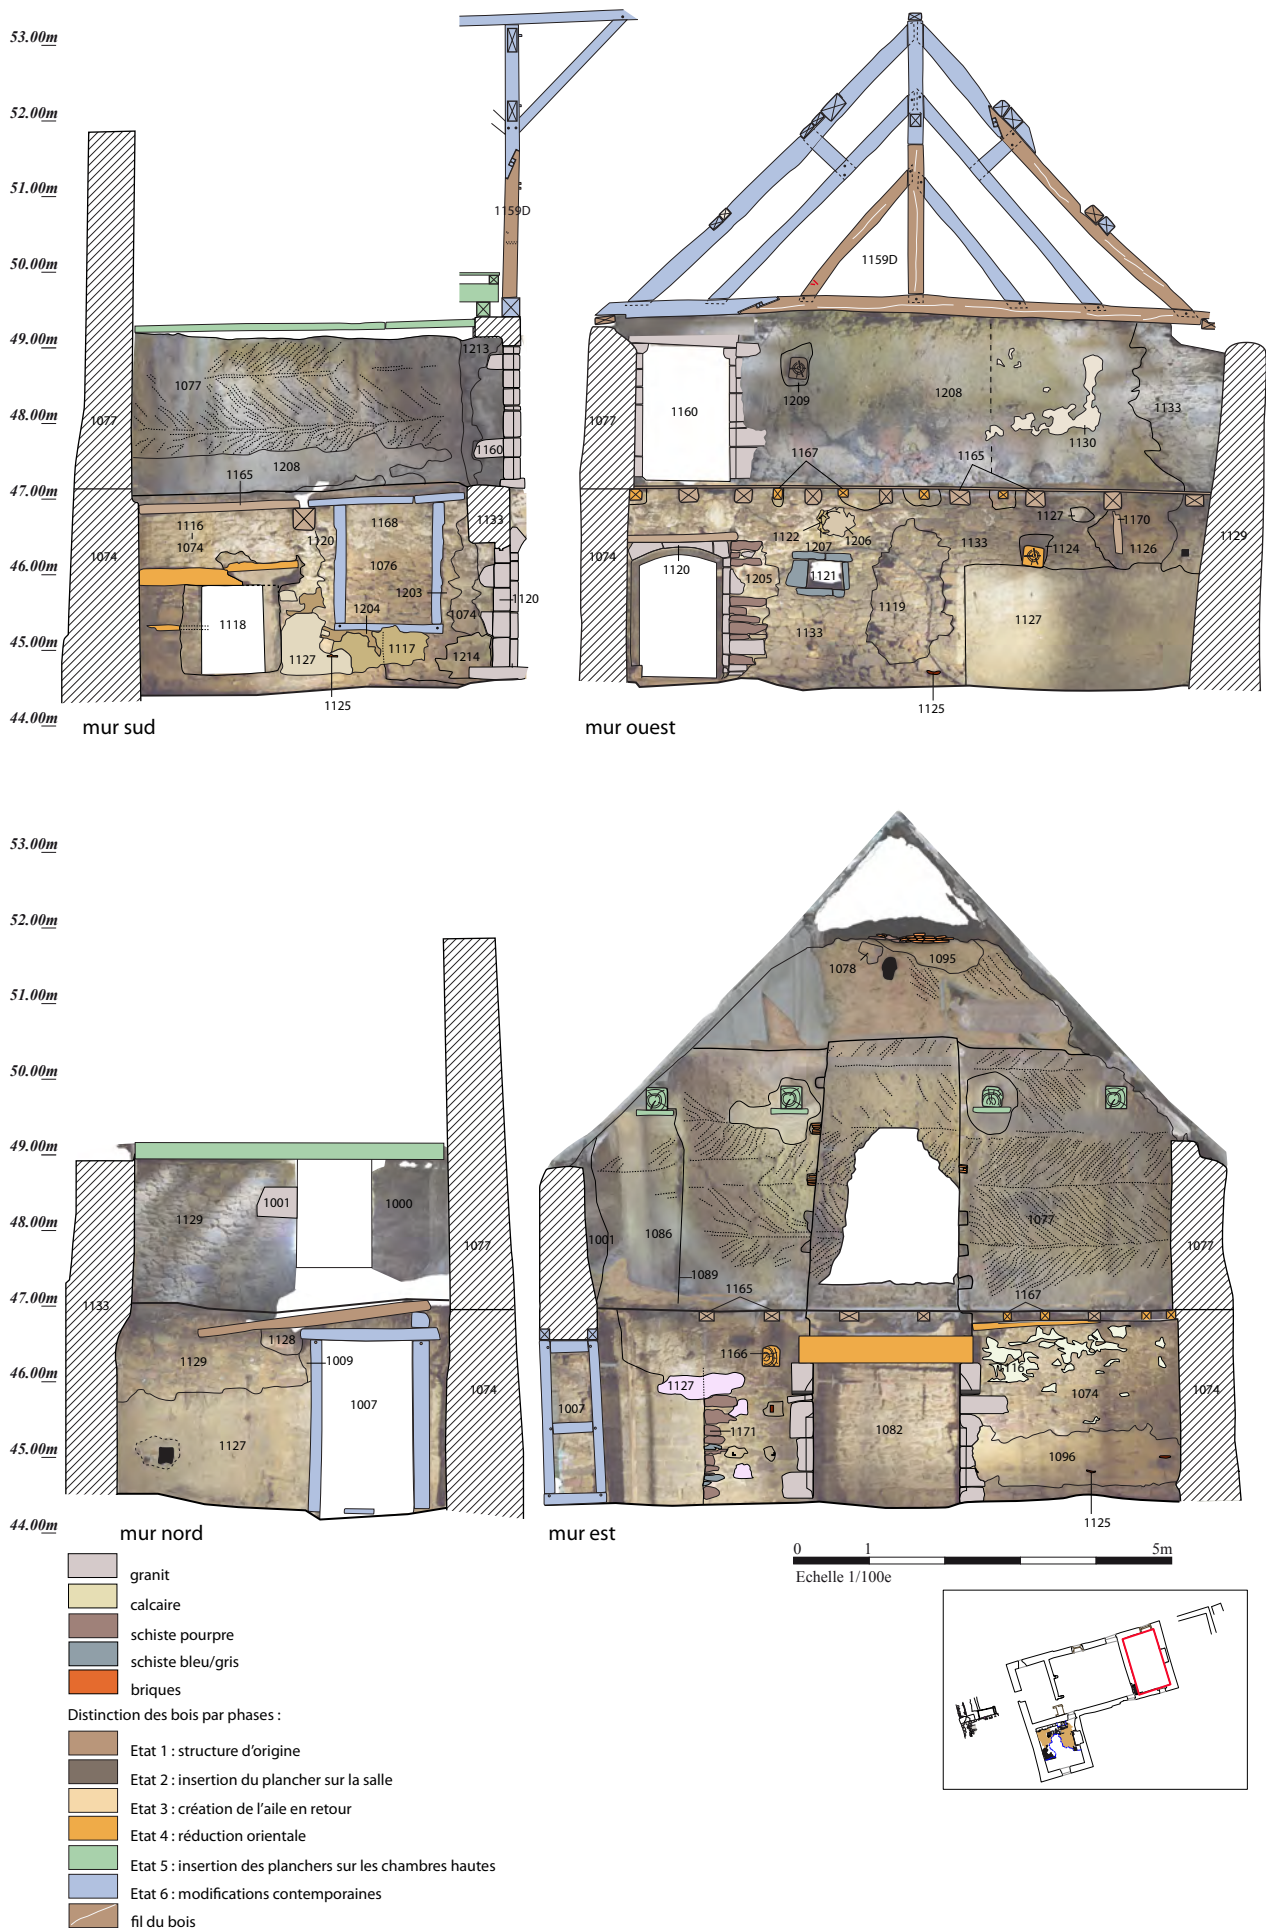 53.00m
52.00m
51.00m
50.00m
49.00m
48.00m
47.00m
46.00m
45.00m
44.00m
1159D
1213
1077
1077
1160
1208
1165
1116
1074
1120
1168
1133
1074
1076
1203
1120
1118
1204
1074
1127
1117
1214
1125
mur sud
1159D
1209
1208
1160
1077
1130
1133
1167
1165
1127
1170
1122
1207
1206
1133
1124
1126
1129
1074
1120
1205
1121
1119
1127
1133
1125
mur ouest
53.00m
52.00m
51.00m
50.00m
49.00m
48.00m
47.00m
46.00m
45.00m
44.00m
1001
1000
1129
1077
1133
1128
1129
1009
1074
1007
1127
mur nord
1078
1095
1001
1086
1077
1077
1089
1165
1167
1166
1116
1127
1074
1074
1007
1171
1082
1096
1125
mur est
0 1 5m
Echelle 1/100e
granit
calcaire
schiste pourpre
schiste bleu/gris
briques
Distinction des bois par phases :
Etat 1 : structure d'origine
Etat 2 : insertion du plancher sur la salle
Etat 3 : création de l'aile en retour
Etat 4 : réduction orientale
Etat 5 : insertion des planchers sur les chambres hautes
Etat 6 : modifications contemporaines
fil du bois